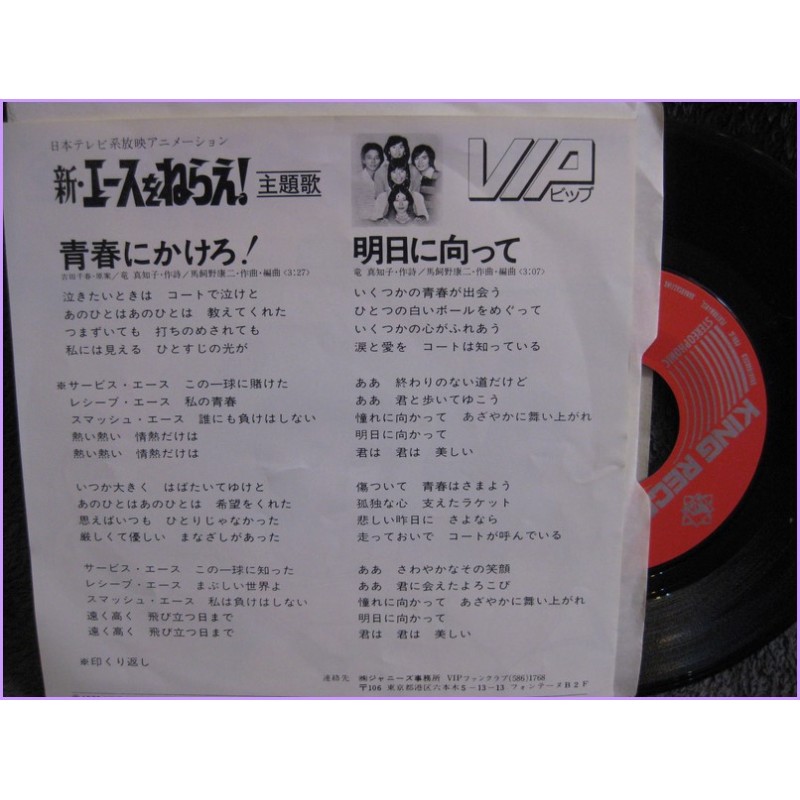 日本テレビ系放映アニメーション
新・エースをねらえ!
主題歌
VIP
ビップ
青春にかけろ!
吉田千春・原案/竜 真知子・作詩/馬飼野康二・作曲・編曲〈3:27〉
泣きたいときは コートで泣けと
あのひとはあのひとは 教えてくれた
つまずいても 打ちのめされても
私には見える ひとすじの光が
※サービス・エース この一球に賭けた
レシーブ・エース 私の青春
スマッシュ・エース 誰にも負けはしない
熱い熱い 情熱だけは
熱い熱い 情熱だけは
いつか大きく はばたいてゆけと
あのひとはあのひとは 希望をくれた
思えばいつも ひとりじゃなかった
厳しくて優しい まなざしがあった
サービス・エース この一球に知った
レシーブ・エース まぶしい世界よ
スマッシュ・エース 私は負けはしない
遠く高く 飛び立つ日まで
遠く高く 飛び立つ日まで
※印くり返し
明日に向って
竜 真知子・作詩/馬飼野康二・作曲・編曲〈3:07〉
いくつかの青春が出会う
ひとつの白いボールをめぐって
いくつかの心がふれあう
涙と愛を コートは知っている
ああ 終わりのない道だけど
ああ 君と歩いてゆこう
憧れに向かって あざやかに舞い上がれ
明日に向かって
君は 君は 美しい
傷ついて 青春はさまよう
孤独な心 支えたラケット
悲しい昨日に さよなら
走っておいで コートが呼んでいる
ああ さわやかなその笑顔
ああ 君に会えたよろこび
憧れに向かって あざやかに舞い上がれ
明日に向かって
君は 君は 美しい
連絡先 ㈱ジャニーズ事務所 VIPファンクラブ(586)1768
〒106 東京都港区六本木5-13-13 フォンテーヌB2F
STEREOPHONIC
KING REC